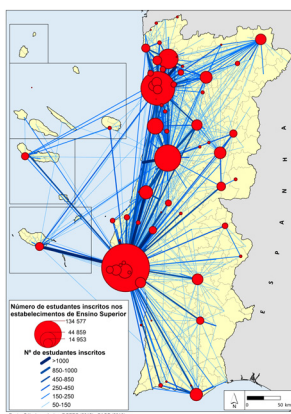 E S P A N H A
Número de estudantes inscritos nos
estabelecimentos de Ensino Superior
134 577
44 859
14 953
Nº de estudantes inscritos
>1000
850-1000
450-850
250-450
150-250
50-150
N
0 50 km